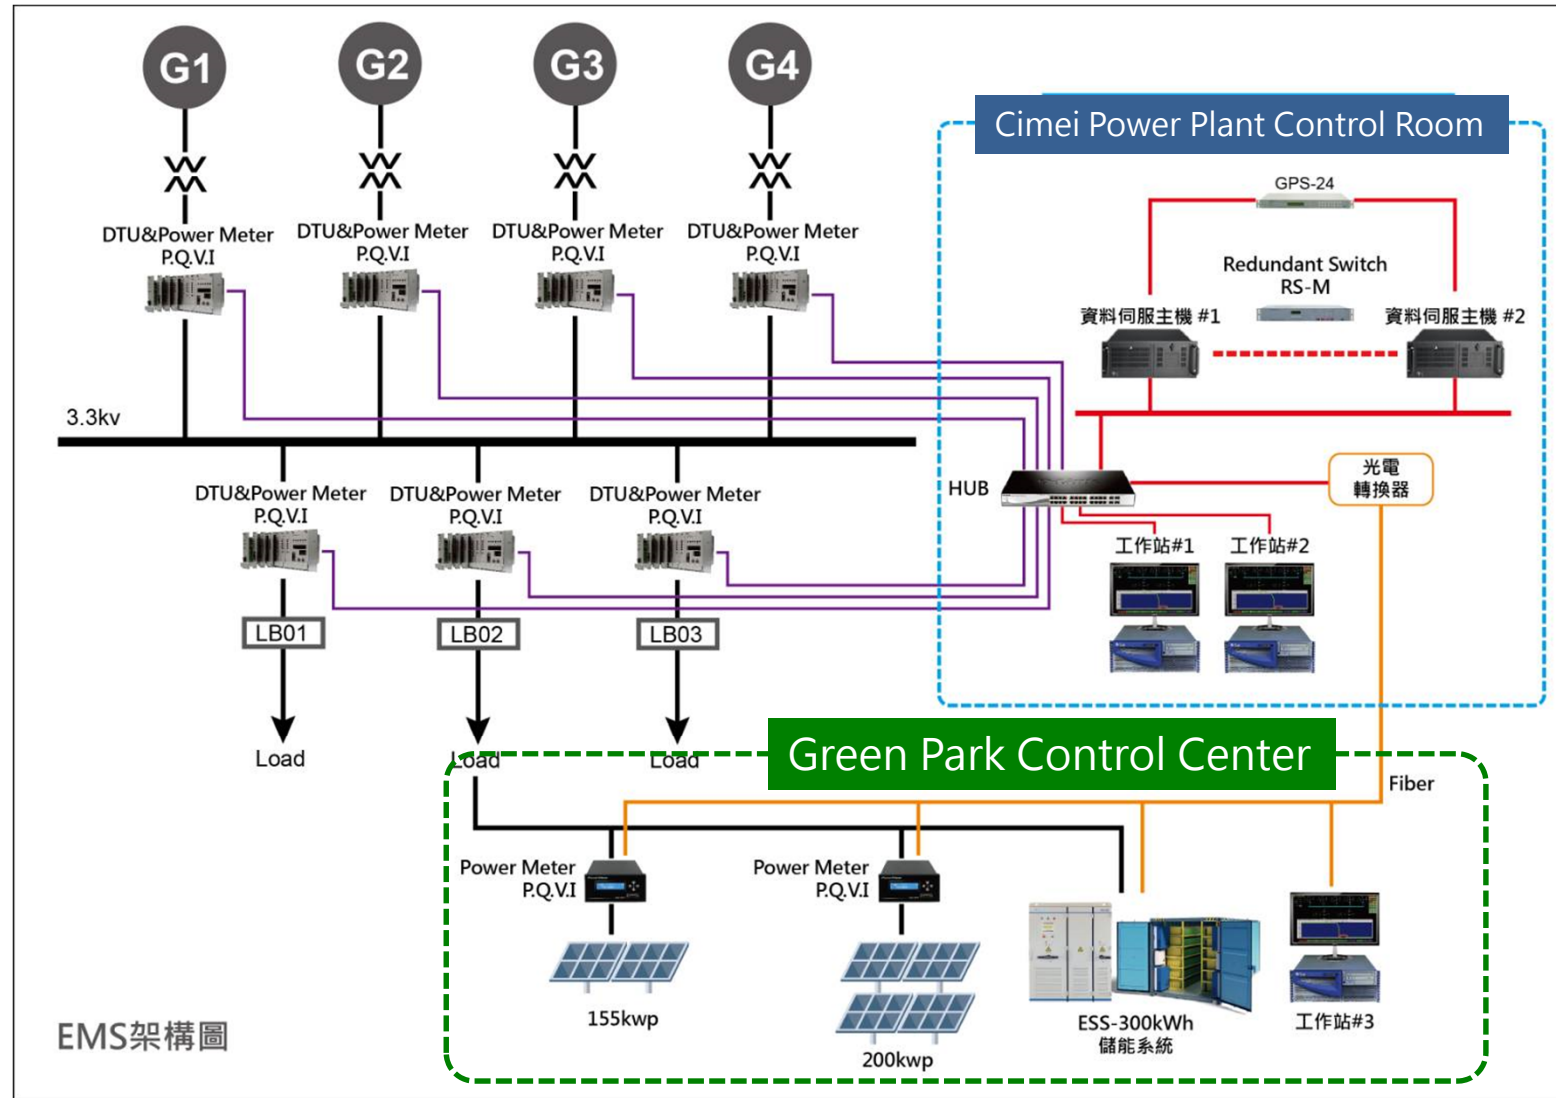 G1
G2
G3
G4
Cimei Power Plant Control Room
DTU&Power Meter
P.Q.V.I
DTU&Power Meter
P.Q.V.I
DTU&Power Meter
P.Q.V.I
DTU&Power Meter
P.Q.V.I
GPS-24
Redundant Switch
RS-M
資料伺服主機 #1
資料伺服主機 #2
3.3kv
DTU&Power Meter
P.Q.V.I
DTU&Power Meter
P.Q.V.I
DTU&Power Meter
P.Q.V.I
HUB
光電
轉換器
工作站#1
工作站#2
LB01
LB02
LB03
Load
Load
Load
Green Park Control Center
Fiber
Power Meter
P.Q.V.I
Power Meter
P.Q.V.I
155kwp
200kwp
ESS-300kWh
儲能系統
工作站#3
EMS架構圖